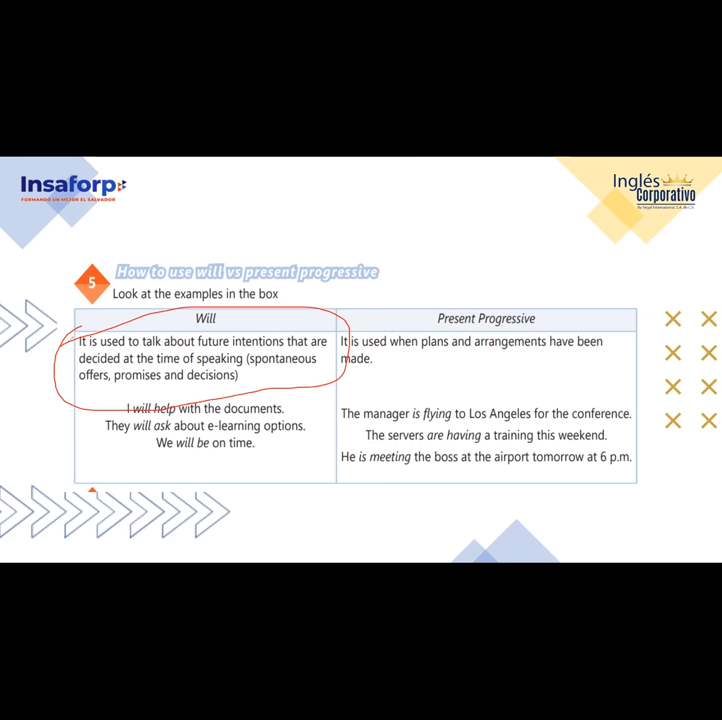 Insaforp
FORMANDO UN MEJOR EL SALVADOR
Inglés
Corporativo
5
How to use will vs present progressive
Look at the examples in the box
Will
It is used to talk about future intentions that are
decided at the time of speaking (spontaneous
offers, promises and decisions)
I will help with the documents.
They will ask about e-learning options.
We will be on time.
Present Progressive
It is used when plans and arrangements have been
made.
The manager is flying to Los Angeles for the conference.
The servers are having a training this weekend.
He is meeting the boss at the airport tomorrow at 6 p.m.